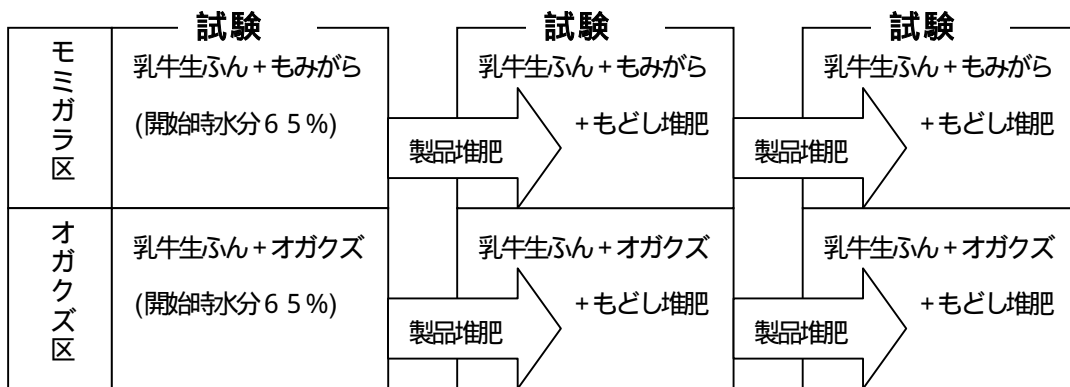 試験　試験　試験
モミガラ区
乳牛生ふん+もみがら
(開始時水分65%)
製品堆肥
乳牛生ふん+もみがら
+もどし堆肥
製品堆肥
乳牛生ふん+もみがら
+もどし堆肥
オガクズ区
乳牛生ふん+オガクズ
(開始時水分65%)
製品堆肥
乳牛生ふん+オガクズ
+もどし堆肥
製品堆肥
乳牛生ふん+オガクズ
+もどし堆肥